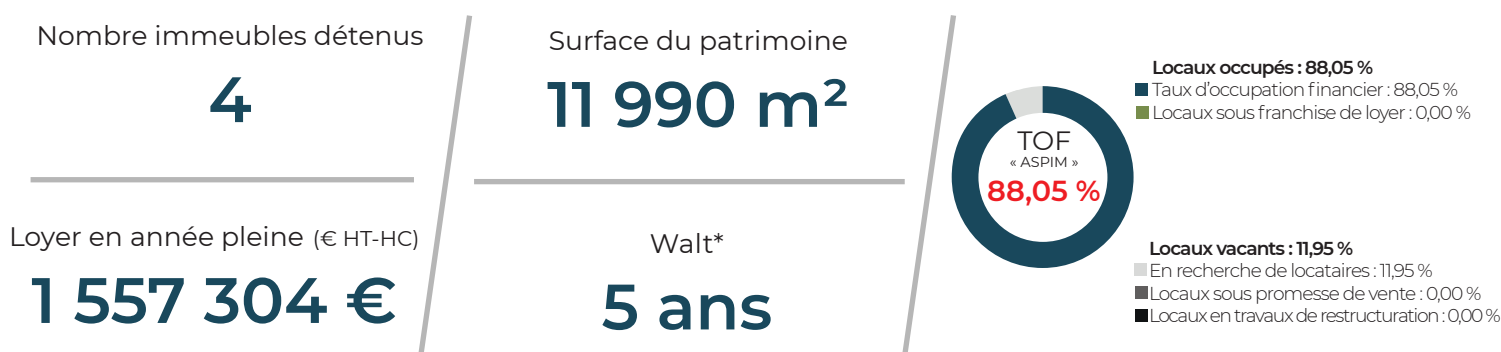 Nombre immeubles détenus
4
Loyer en année pleine (€ HT-HC)
1 557 304 €
Surface du patrimoine
11 990 m²
Walt*
5 ans
TOF
« ASPIM »
88,05 %
Locaux occupés : 88,05 %
Taux d’occupation financier : 88,05 %
Locaux sous franchise de loyer : 0,00 %
Locaux vacants : 11,95 %
En recherche de locataires : 11,95 %
Locaux sous promesse de vente : 0,00 %
Locaux en travaux de restructuration : 0,00 %